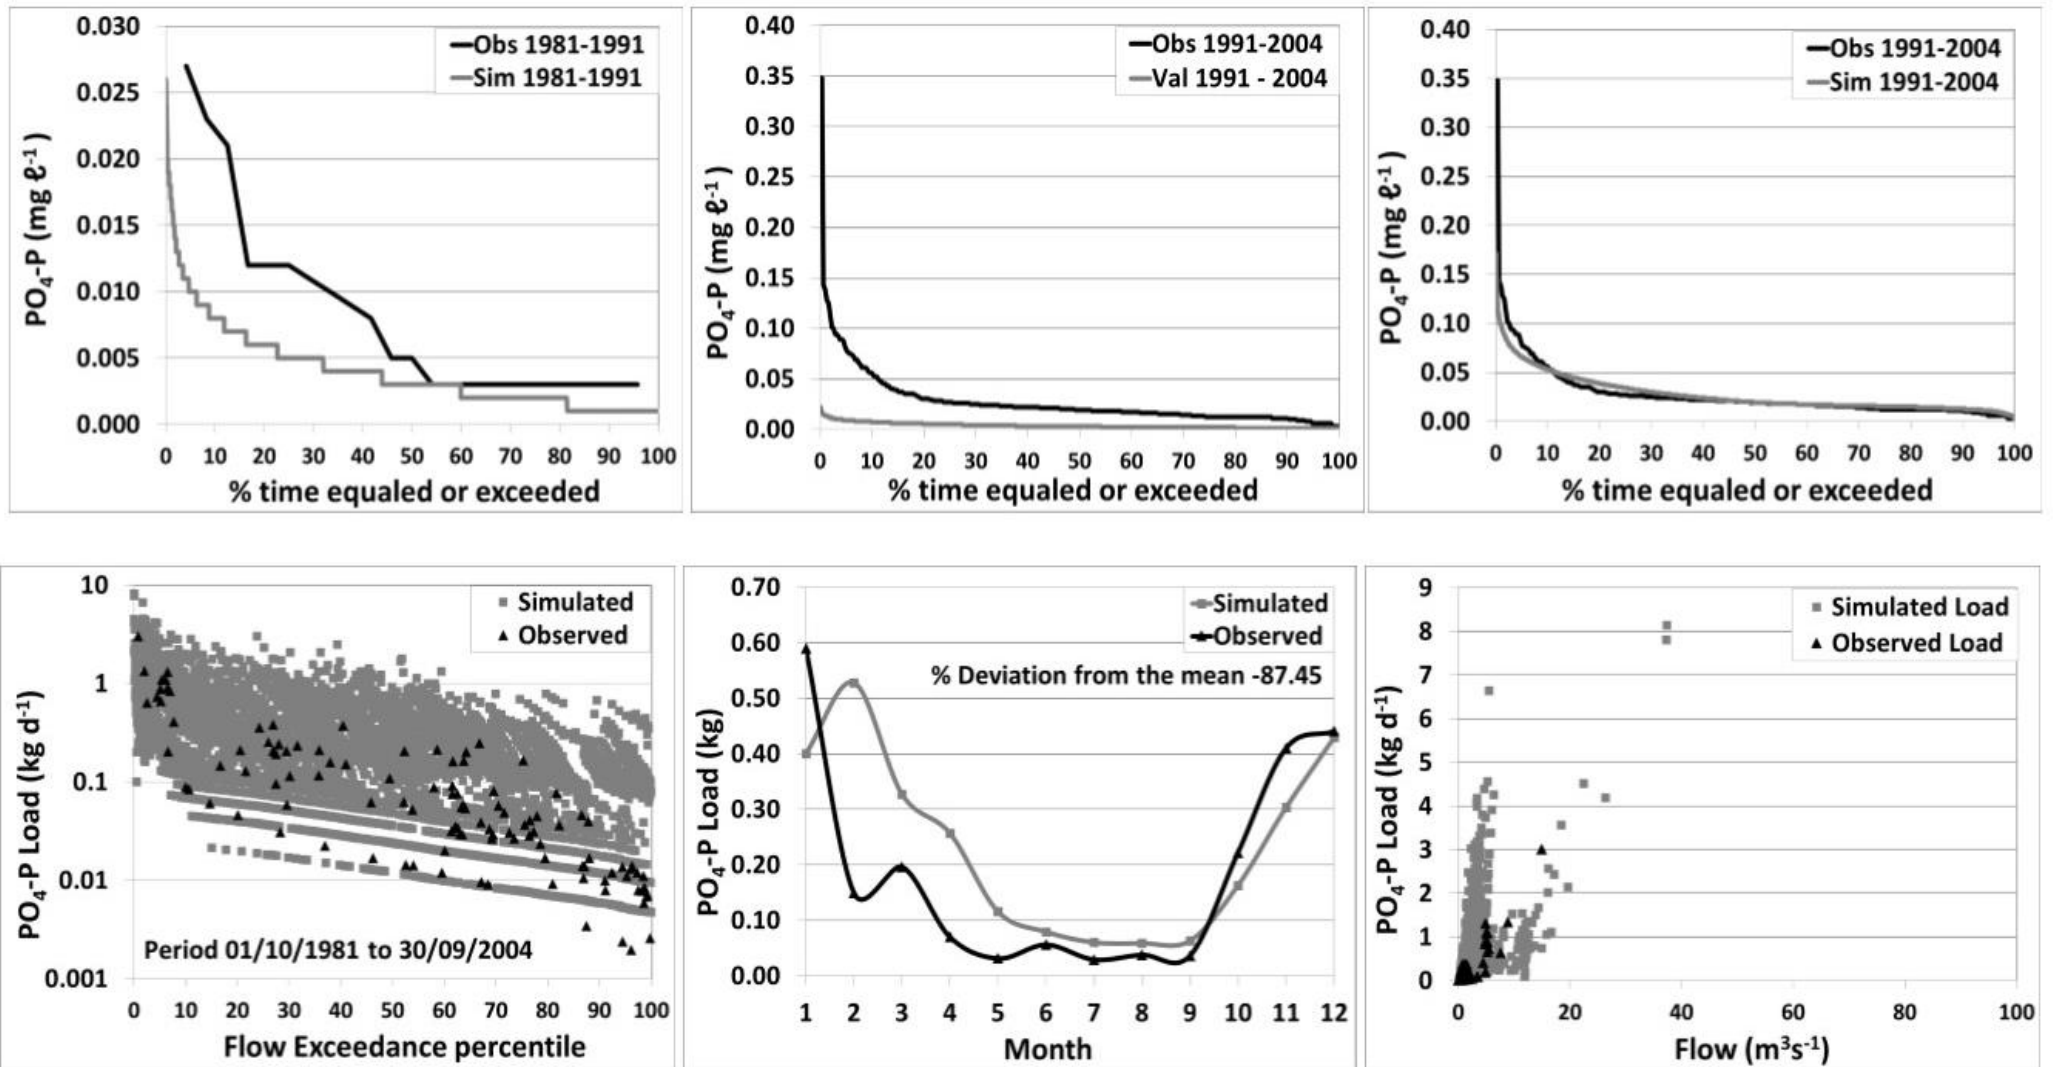 0.030
0.025
0.020
0.015
0.010
0.005
0.000
PO₄-P (mg ℓ⁻¹ )
Obs 1981-1991
Sim 1981-1991
0 10 20 30 40 50 60 70 80 90 100
% time equaled or exceeded
0.40
0.35
0.30
0.25
0.20
0.15
0.10
0.05
0.00
PO₄-P (mg ℓ⁻¹ )
Obs 1991-2004
Val 1991 - 2004
0 10 20 30 40 50 60 70 80 90 100
% time equaled or exceeded
0.40
0.35
0.30
0.25
0.20
0.15
0.10
0.05
0.00
PO₄-P (mg ℓ⁻¹ )
Obs 1991-2004
Sim 1991-2004
0 10 20 30 40 50 60 70 80 90 100
% time equaled or exceeded
10
1
0.1
0.01
0.001
PO₄-P Load (kg d⁻¹)
Simulated
Observed
Period 01/10/1981 to 30/09/2004
0 10 20 30 40 50 60 70 80 90 100
Flow Exceedance percentile
0.70
0.60
0.50
0.40
0.30
0.20
0.10
0.00
PO₄-P Load (kg)
Simulated
Observed
% Deviation from the mean -87.45
1 2 3 4 5 6 7 8 9 10 11 12
Month
9
8
7
6
5
4
3
2
1
0
PO₄-P Load (kg d⁻¹)
Simulated Load
Observed Load
0 20 40 60 80 100
Flow (m³s⁻¹)